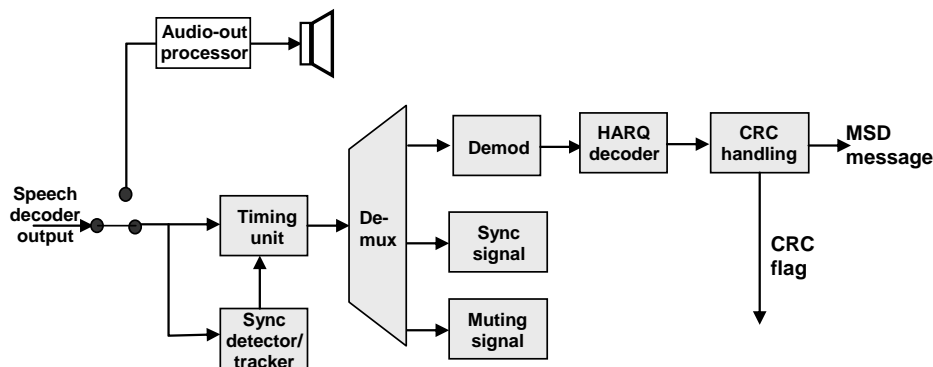 Audio-out
processor
Demod
HARQ
decoder
CRC
handling
MSD
message
Speech
decoder
output
Timing
unit
De-
mux
Sync
signal
CRC
flag
Sync
detector/
tracker
Muting
signal